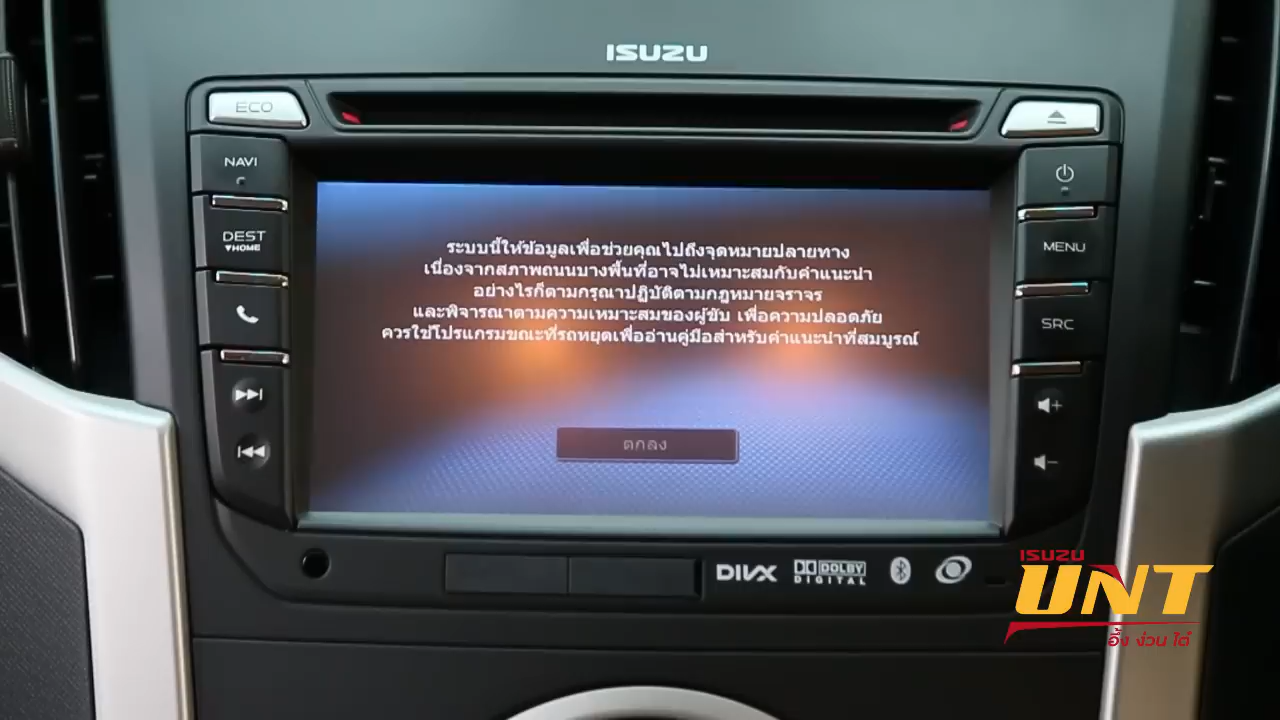 ISUZU
ECO
NAVI
DEST
▼HOME
MENU
SRC
ระบบนี้ให้ข้อมูลเพื่อช่วยคุณไปถึงจุดหมายปลายทาง
เนื่องจากสภาพถนนบางพื้นที่อาจไม่เหมาะสมกับคำแนะนำ
อย่างไรก็ตามกรุณาปฏิบัติตามกฎหมายจราจร
และพิจารณาตามความเหมาะสมของผู้ขับ เพื่อความปลอดภัย
ควรใช้โปรแกรมขณะที่รถหยุดเพื่ออ่านคู่มือสำหรับคำแนะนำที่สมบูรณ์
ตกลง
DIVX
DOLBY
DIGITAL
ISUZU
UNT
อึ้ง ง่วน ไต๋